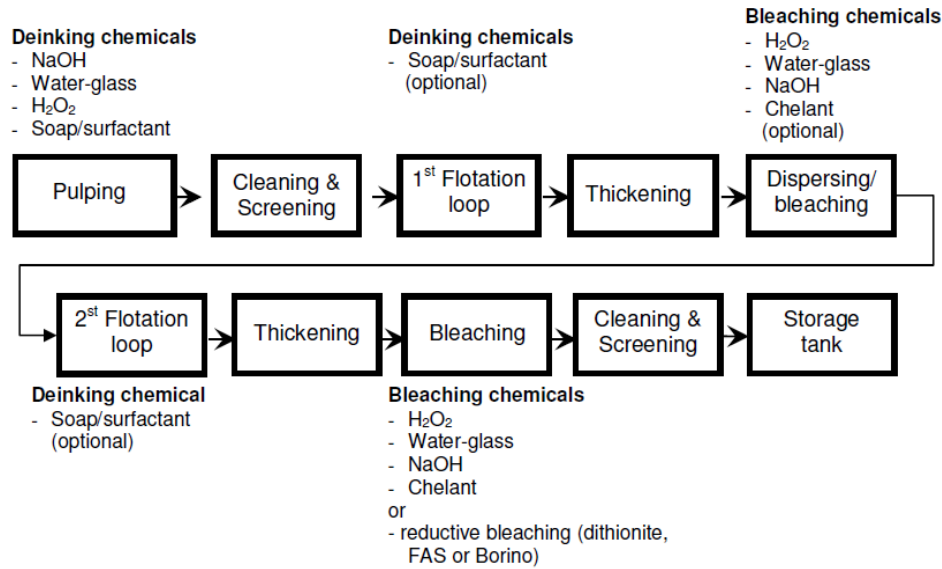 Deinking chemicals
- NaOH
- Water-glass
- H₂O₂
- Soap/surfactant
Deinking chemicals
- Soap/surfactant
(optional)
Bleaching chemicals
- H₂O₂
- Water-glass
- NaOH
- Chelant
(optional)
Pulping
Cleaning &
Screening
1st Flotation
loop
Thickening
Dispersing/
bleaching
2st Flotation
loop
Thickening
Bleaching
Cleaning &
Screening
Storage
tank
Deinking chemical
- Soap/surfactant
(optional)
Bleaching chemicals
- H₂O₂
- Water-glass
- NaOH
- Chelant
or
- reductive bleaching (dithionite,
FAS or Borino)